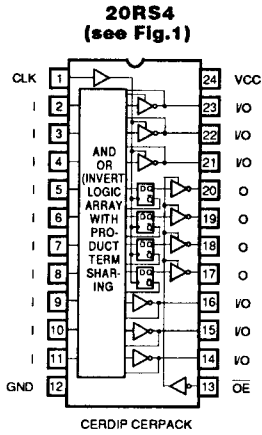 20RS4
(see Fig.1)
CLK 1 24 VCC
I 2 23 I/O
I 3 22 I/O
I 4 21 I/O
I 5 20 O
I 6 19 O
I 7 18 O
I 8 17 O
I 9 16 I/O
I 10 15 I/O
I 11 14 I/O
GND 12 13 OE
AND
OR
(INVERT
LOGIC
ARRAY
WITH
PRO-
DUCT
TERM
SHAR-
ING
CERDIP CERPACK